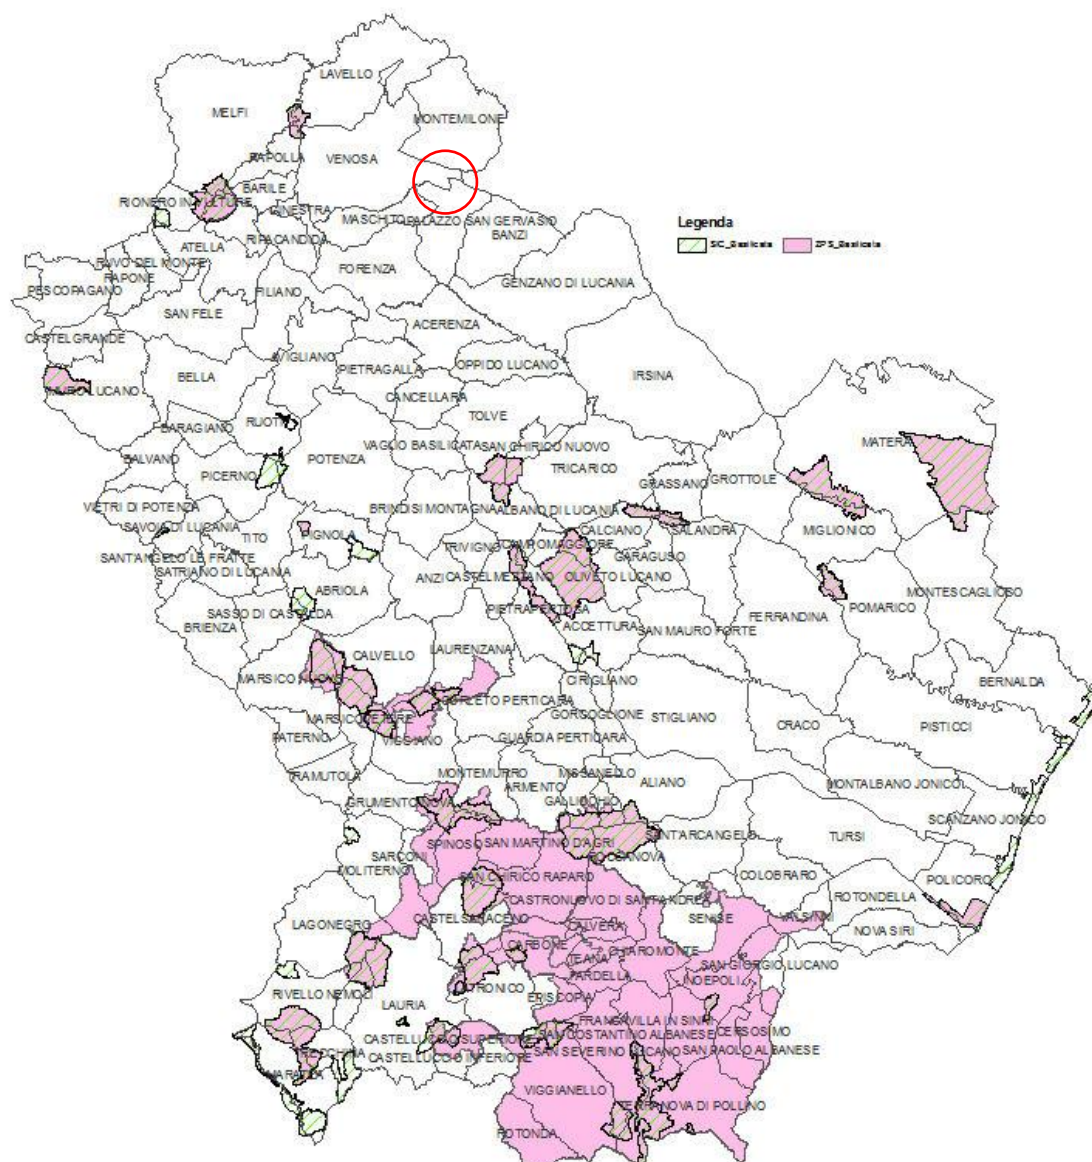 LAVELLO
MELFI
MONTEMILONE
RAPOLLA
VENOSA
BARILE
RIONERO IN VULTURE
GINESTRA
MASCHITO
PALAZZO SAN GERVASIO
BANZI
Legenda
SIC_Basilicata
ZPS_Basilicata
RIPACANDIDA
ATELLA
RUVO DEL MONTE
RAPONE
FORENZA
PESCOPAGANO
FILIANO
GENZANO DI LUCANIA
SAN FELE
ACERENZA
CASTELGRANDE
AVIGLIANO
PIETRAGALLA
OPPIDO LUCANO
BELLA
IRSINA
MURO LUCANO
CANCELLARA
TOLVE
BARAGIANO
RUOTI
VAGLIO BASILICATA
SAN CHIRICO NUOVO
MATERA
BALVANO
PICERNO
POTENZA
TRICARICO
GRASSANO
GROTTOLE
VIETRI DI POTENZA
BRINDISI MONTAGNA
ALBANO DI LUCANIA
SAVOIA DI LUCANIA
TITO
PIGNOLA
CALCIANO
SALANDRA
MIGLIONICO
TRIVIGNO
CAMPOMAGGIORE
GARAGUSO
SANT'ANGELO LE FRATTE
SATRIANO DI LUCANIA
ABRIOLA
ANZI
CASTELMEZZANO
OLIVETO LUCANO
MONTESCAGLIOSO
SASSO DI CASTALDA
PIETRAPERTOSA
POMARICO
BRIENZA
ACCETTURA
SAN MAURO FORTE
FERRANDINA
CALVELLO
LAURENZANA
MARSICO NUOVO
CIRIGLIANO
BERNALDA
CORLETO PERTICARA
MARSICOVETERE
GORGOGLIONE
STIGLIANO
CRACO
PISTICCI
PATERNO
VIGGIANO
GUARDIA PERTICARA
TRAMUTOLA
MONTEMURRO
ARMENTO
MISSANELLO
ALIANO
MONTALBANO JONICO
GRUMENTO NOVA
GALLICCHIO
SCANZANO JONICO
SPINOSO
SAN MARTINO D'AGRI
SANT'ARCANGELO
TURSI
SARCONI
ROCCANOVA
MOLITERNO
SAN CHIRICO RAPARO
COLOBRARO
POLICORO
CASTRONUOVO DI SANT'ANDREA
ROTONDELLA
LAGONEGRO
CASTELSARACENO
CALVERA
SENISE
VALSINNI
NOVA SIRI
CARBONE
TEANA
CHIAROMONTE
FARDELLA
SAN GIORGIO LUCANO
NOEPOLI
RIVELLO
NEMOLI
LATRONICO
EPISCOPIA
LAURIA
FRANCAVILLA IN SINNI
CERSOSIMO
CASTELLUCCIO SUPERIORE
SAN COSTANTINO ALBANESE
TRECCHINA
CASTELLUCCIO INFERIORE
SAN SEVERINO LUCANO
SAN PAOLO ALBANESE
MARATEA
VIGGIANELLO
TERRANOVA DI POLLINO
ROTONDA